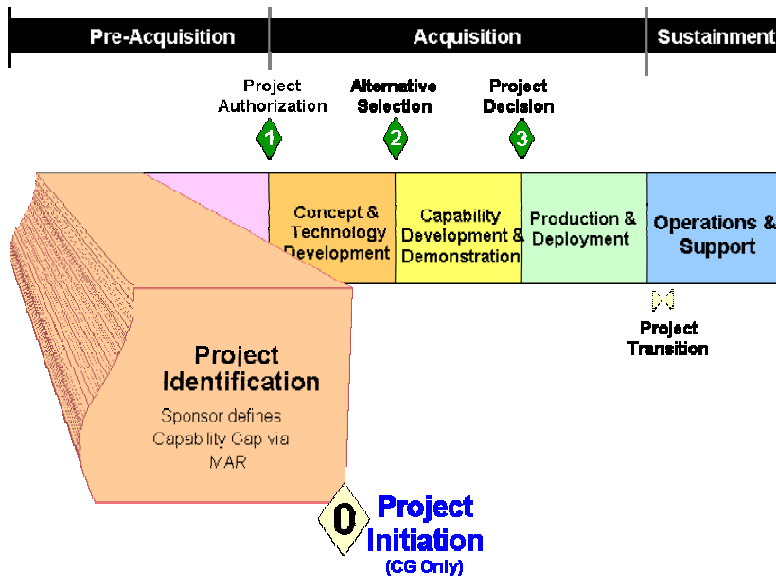 Pre-Acquisition
Acquisition
Sustainment
Project
Authorization
Alternative
Selection
Project
Decision
1
2
3
Concept &
Technology
Development
Capability
Development &
Demonstration
Production &
Deployment
Operations &
Support
Project
Transition
Project
Identification
Sponsor defines
Capability Gap via
MAR
0
Project
Initiation
(CG Only)